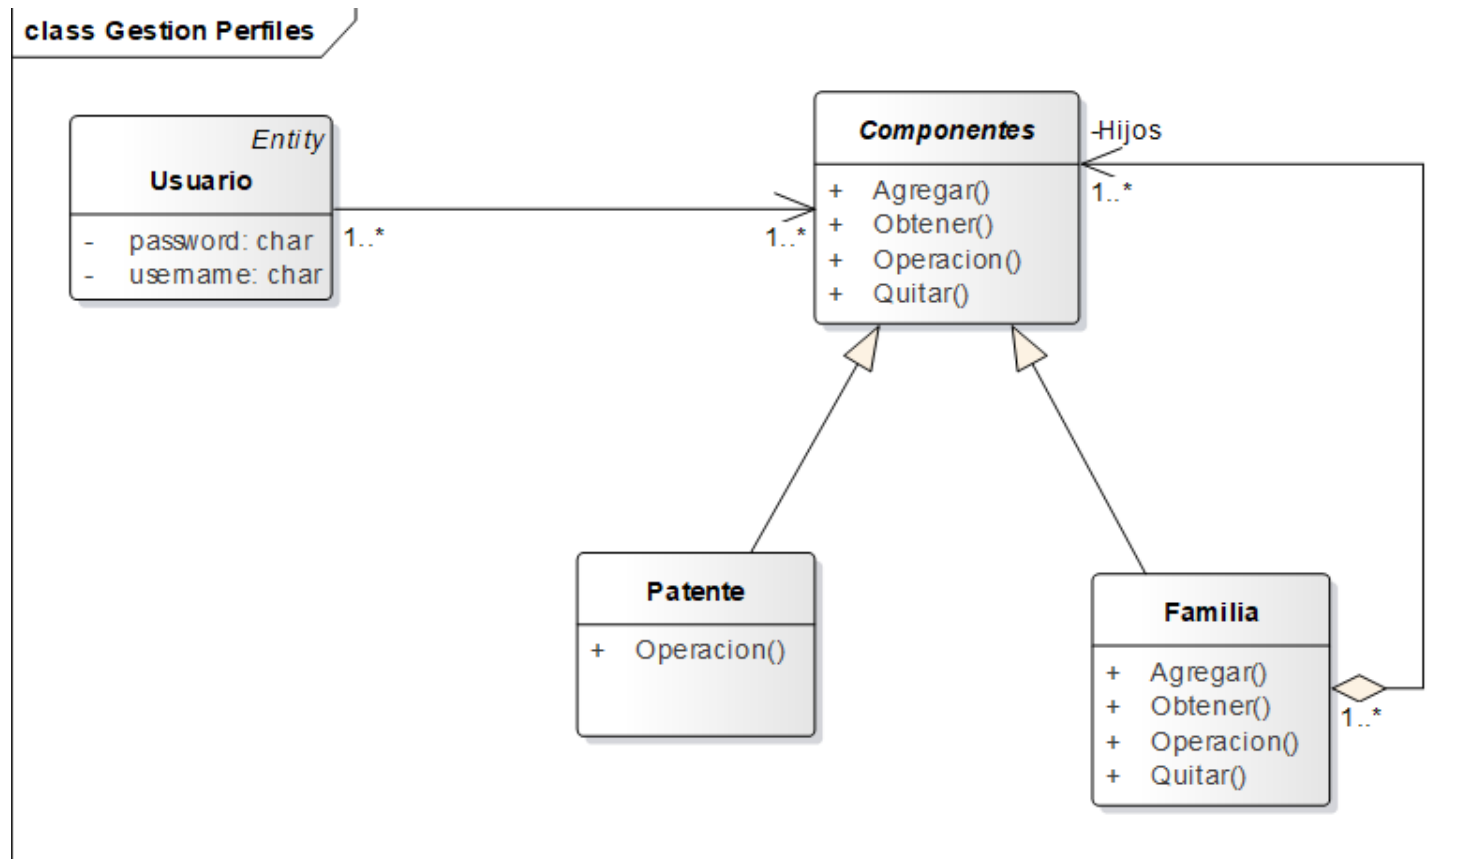 class Gestion Perfiles
Entity
Usuario
- password: char
- username: char
1..*
1..*
Componentes
+ Agregar()
+ Obtener()
+ Operacion()
+ Quitar()
-Hijos
1..*
Patente
+ Operacion()
Familia
+ Agregar()
+ Obtener()
+ Operacion()
+ Quitar()
1..*